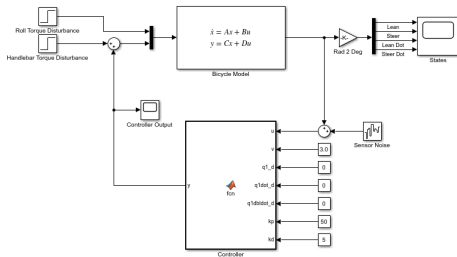 Roll Torque Disturbance
Handlebar Torque Disturbance
ẋ = Ax + Bu
y = Cx + Du
Bicycle Model
-K-
Rad 2 Deg
Lean
Steer
Lean Dot
Steer Dot
States
Controller Output
Sensor Noise
u
v
3.0
q1_d
0
q1dot_d
0
q1dbldot_d
0
kp
50
kd
5
y
fcn
Controller